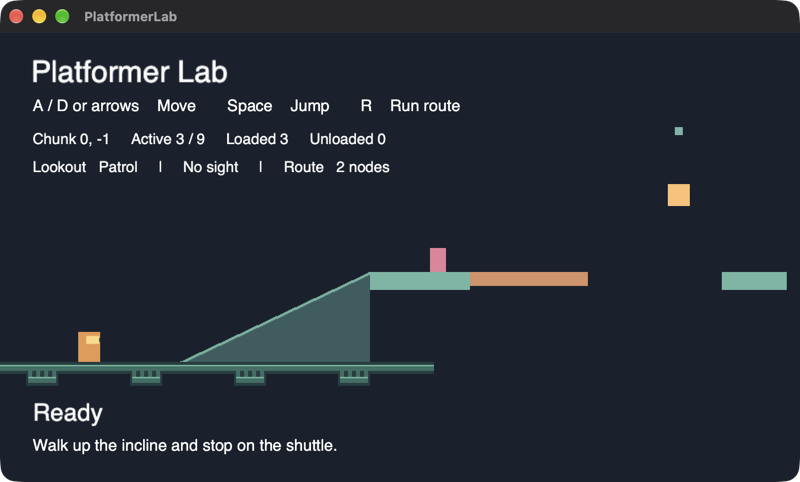 PlatformerLab
Platformer Lab
A / D or arrows Move Space Jump R Run route
Chunk 0, -1 Active 3 / 9 Loaded 3 Unloaded 0
Lookout Patrol | No sight | Route 2 nodes
Ready
Walk up the incline and stop on the shuttle.